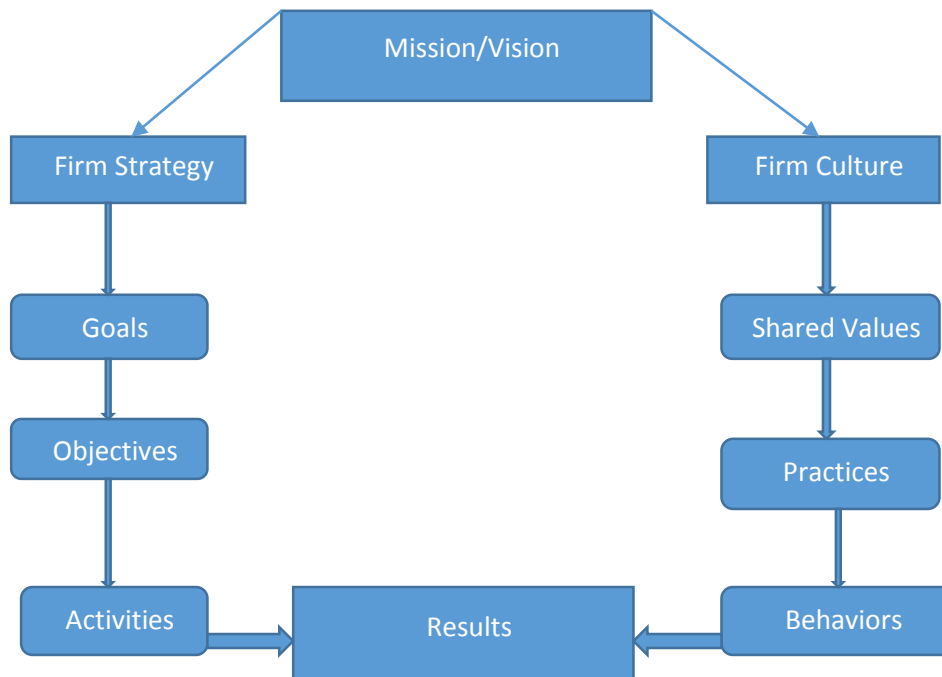 Mission/Vision
Firm Strategy
Firm Culture
Goals
Shared Values
Objectives
Practices
Activities
Results
Behaviors